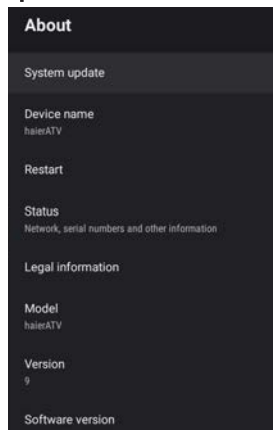 About
System update
Device name
haierATV
Restart
Status
Network, serial numbers and other information
Legal information
Model
haierATV
Version
9
Software version